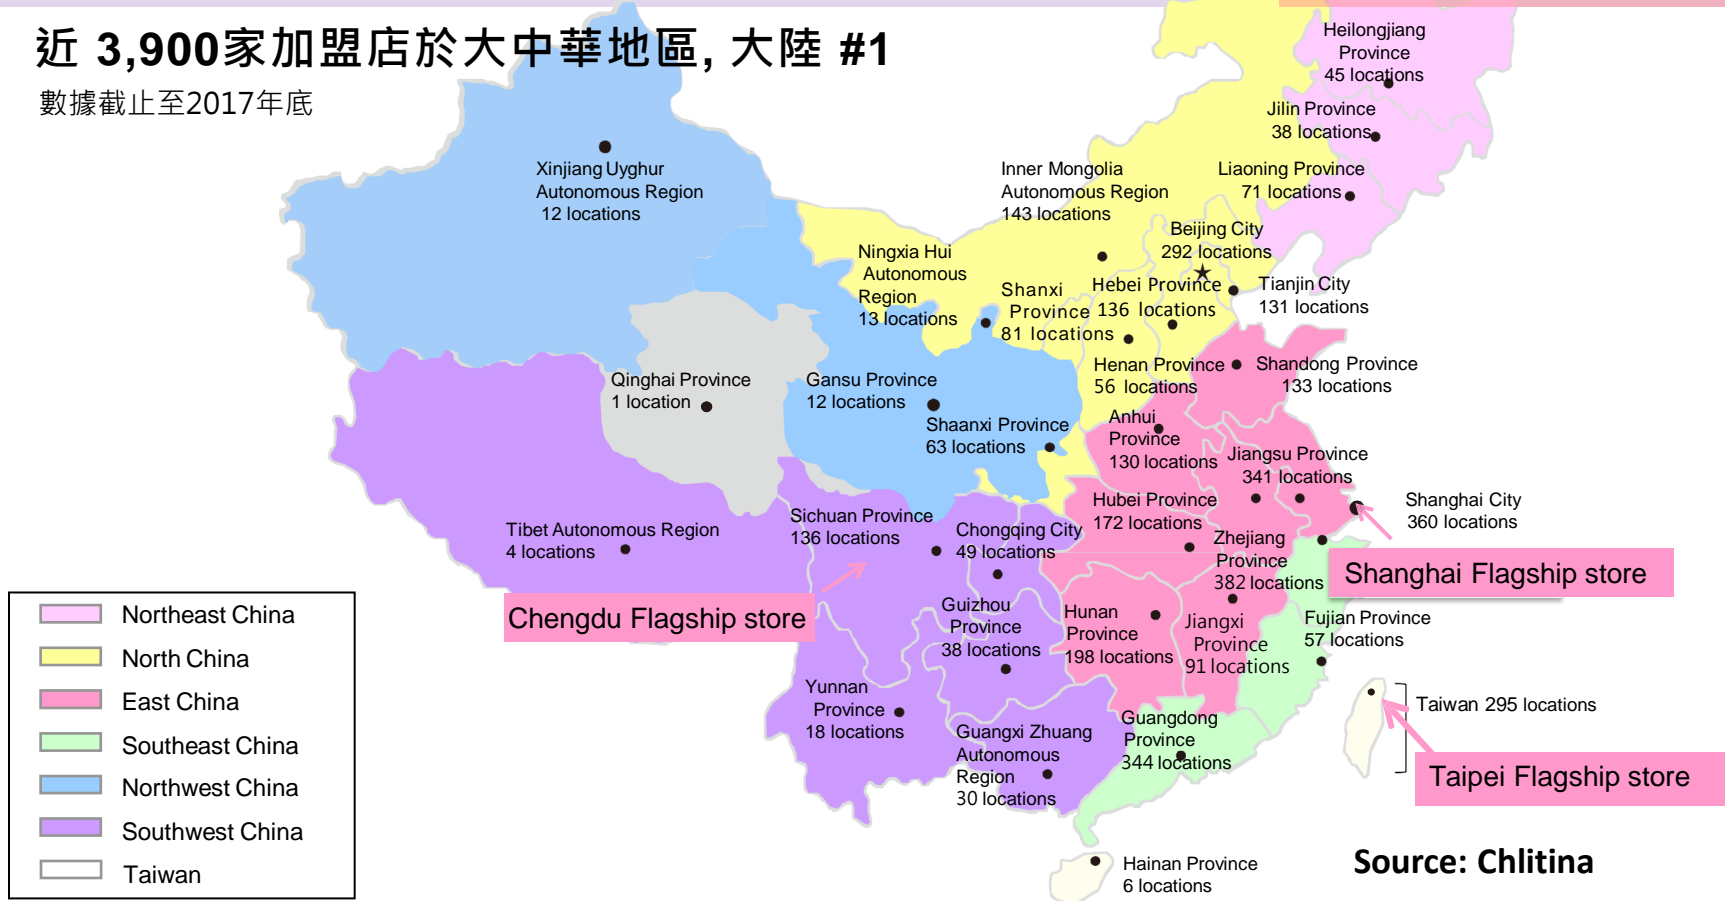 近 3,900家加盟店於大中華地區, 大陸 #1
數據截止至2017年底
Heilongjiang
Province
45 locations
Jilin Province
38 locations
Xinjiang Uyghur
Autonomous Region
12 locations
Inner Mongolia
Autonomous Region
143 locations
Liaoning Province
71 locations
Beijing City
292 locations
Ningxia Hui
Autonomous
Region
13 locations
Shanxi
Province
81 locations
Hebei Province
136 locations
Tianjin City
131 locations
Qinghai Province
1 location
Gansu Province
12 locations
Henan Province
56 locations
Shandong Province
133 locations
Shaanxi Province
63 locations
Anhui
Province
130 locations
Jiangsu Province
341 locations
Tibet Autonomous Region
4 locations
Sichuan Province
136 locations
Chongqing City
49 locations
Hubei Province
172 locations
Shanghai City
360 locations
Zhejiang
Province
382 locations
Shanghai Flagship store
Chengdu Flagship store
Guizhou
Province
38 locations
Hunan
Province
198 locations
Jiangxi
Province
91 locations
Fujian Province
57 locations
Yunnan
Province
18 locations
Guangxi Zhuang
Autonomous
Region
30 locations
Guangdong
Province
344 locations
Taiwan 295 locations
Taipei Flagship store
Hainan Province
6 locations
Northeast China
North China
East China
Southeast China
Northwest China
Southwest China
Taiwan
Source: Chlitina